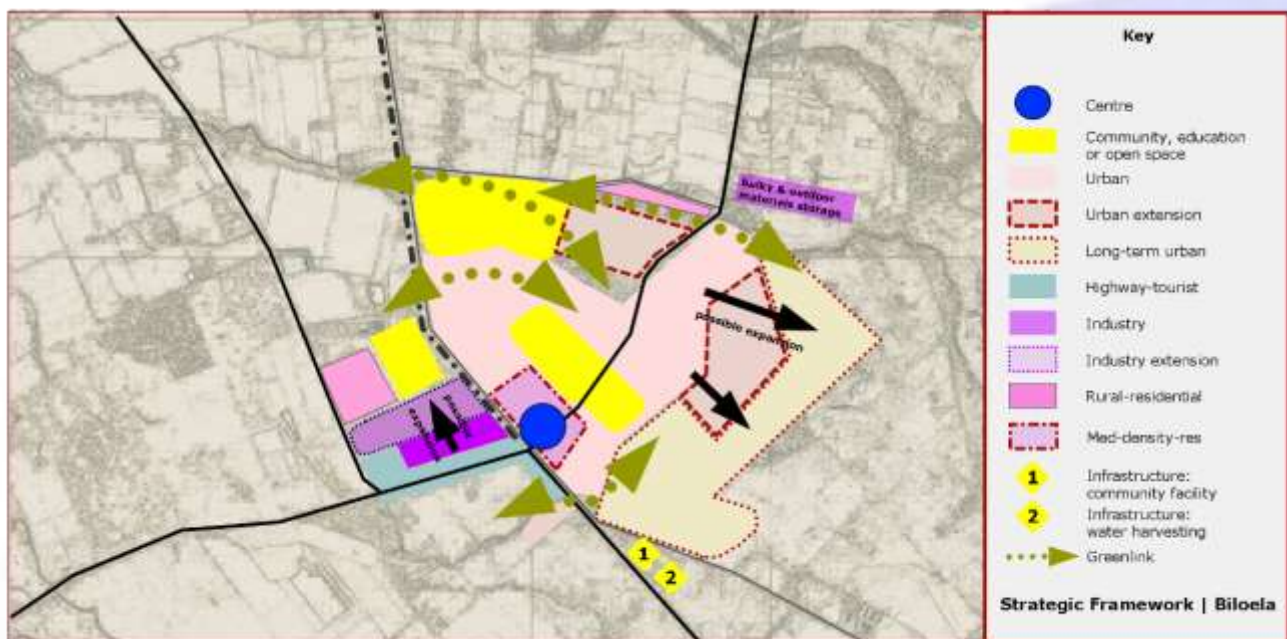 bulky & outdoor
materials storage
possible expansion
possible
expansion
1
2
Key
Centre
Community, education
or open space
Urban
Urban extension
Long-term urban
Highway-tourist
Industry
Industry extension
Rural-residential
Med-density-res
1
Infrastructure:
community facility
2
Infrastructure:
water harvesting
Greenlink
Strategic Framework | Biloela